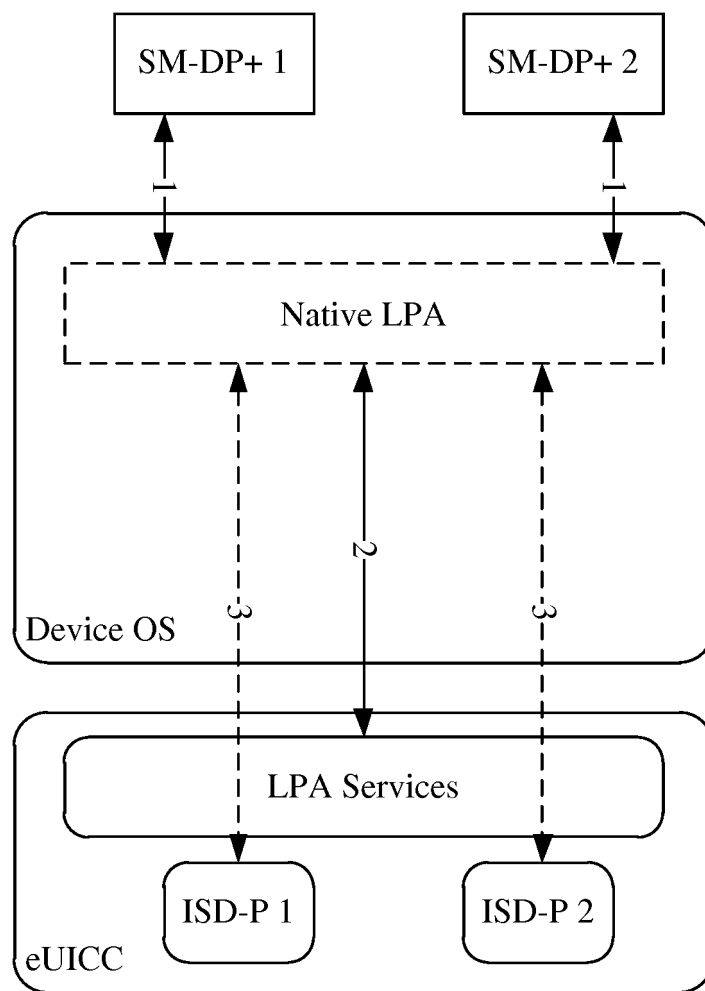 SM-DP+ 1
SM-DP+ 2
1
1
Native LPA
2
3
3
Device OS
LPA Services
ISD-P 1
ISD-P 2
eUICC